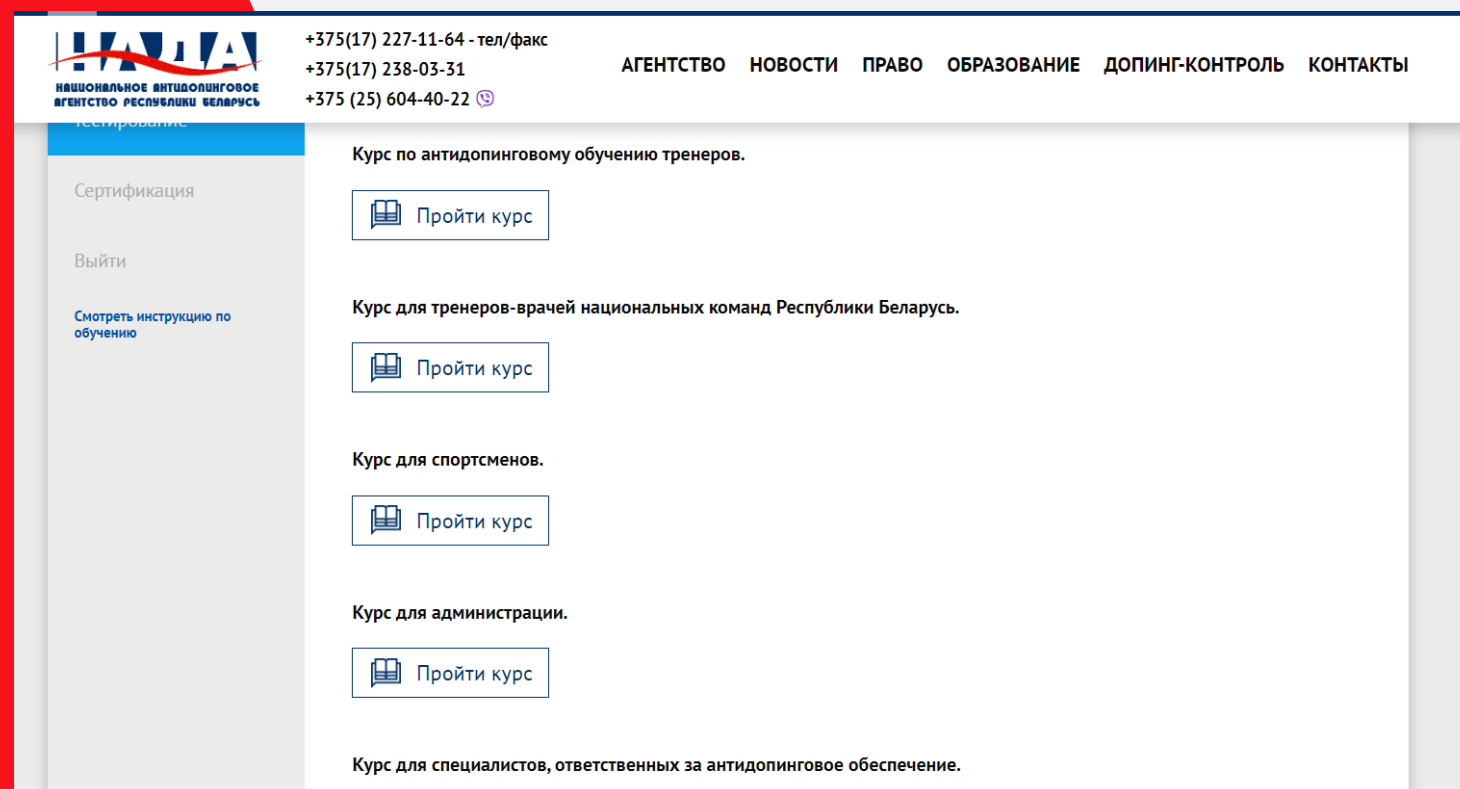 НАДА
НАЦИОНАЛЬНОЕ АНТИДОПИНГОВОЕ
АГЕНТСТВО РЕСПУБЛИКИ БЕЛАРУСЬ
+375(17) 227-11-64 - тел/факс
+375(17) 238-03-31
+375 (25) 604-40-22
АГЕНТСТВО НОВОСТИ ПРАВО ОБРАЗОВАНИЕ ДОПИНГ-КОНТРОЛЬ КОНТАКТЫ
Тестирование
Сертификация
Выйти
Смотреть инструкцию по
обучению
Курс по антидопинговому обучению тренеров.
Пройти курс
Курс для тренеров-врачей национальных команд Республики Беларусь.
Пройти курс
Курс для спортсменов.
Пройти курс
Курс для администрации.
Пройти курс
Курс для специалистов, ответственных за антидопинговое обеспечение.